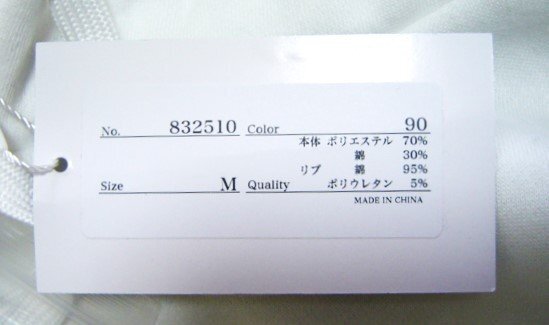 No. 832510 Color 90
本体 ポリエステル 70%
綿 30%
リブ 綿 95%
Size M Quality ポリウレタン 5%
MADE IN CHINA